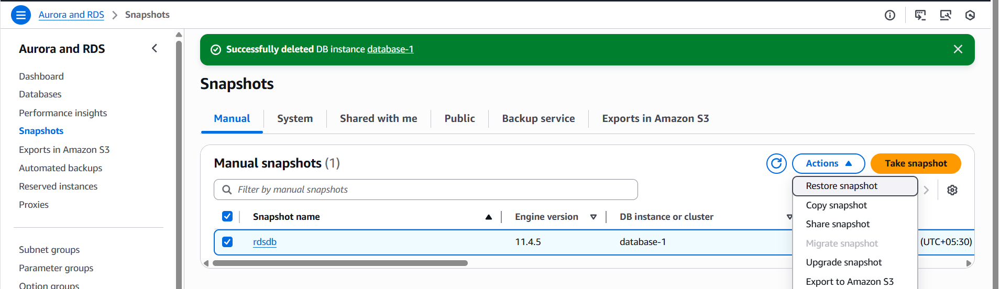 Aurora and RDS > Snapshots
Aurora and RDS
Dashboard
Databases
Performance insights
Snapshots
Exports in Amazon S3
Automated backups
Reserved instances
Proxies
Subnet groups
Parameter groups
Option groups
Successfully deleted DB instance database-1
Snapshots
Manual System Shared with me Public Backup service Exports in Amazon S3
Manual snapshots (1)
Actions
Take snapshot
Filter by manual snapshots
Snapshot name Engine version DB instance or cluster
rdsdb 11.4.5 database-1 (UTC+05:30)
Restore snapshot
Copy snapshot
Share snapshot
Migrate snapshot
Upgrade snapshot
Export to Amazon S3